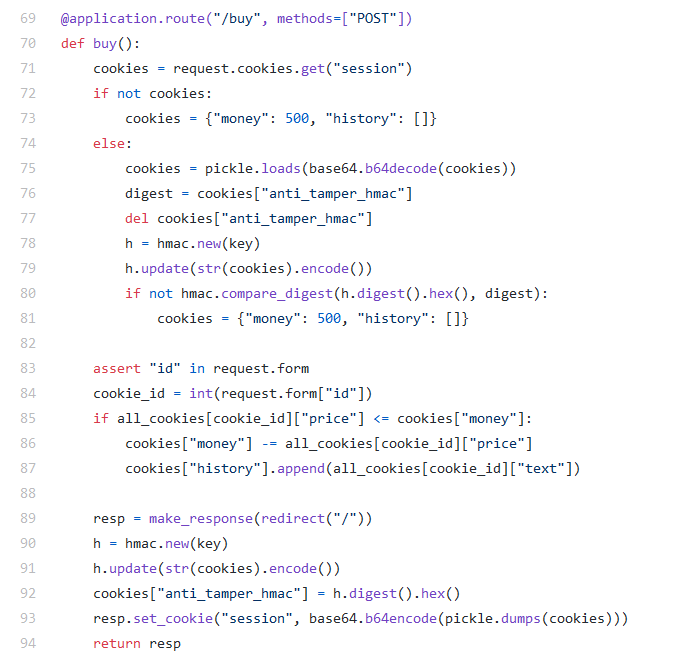 69 @application.route("/buy", methods=["POST"])
70 def buy():
71     cookies = request.cookies.get("session")
72     if not cookies:
73         cookies = {"money": 500, "history": []}
74     else:
75         cookies = pickle.loads(base64.b64decode(cookies))
76         digest = cookies["anti_tamper_hmac"]
77         del cookies["anti_tamper_hmac"]
78         h = hmac.new(key)
79         h.update(str(cookies).encode())
80         if not hmac.compare_digest(h.digest().hex(), digest):
81             cookies = {"money": 500, "history": []}
82
83     assert "id" in request.form
84     cookie_id = int(request.form["id"])
85     if all_cookies[cookie_id]["price"] <= cookies["money"]:
86         cookies["money"] -= all_cookies[cookie_id]["price"]
87         cookies["history"].append(all_cookies[cookie_id]["text"])
88
89     resp = make_response(redirect("/"))
90     h = hmac.new(key)
91     h.update(str(cookies).encode())
92     cookies["anti_tamper_hmac"] = h.digest().hex()
93     resp.set_cookie("session", base64.b64encode(pickle.dumps(cookies)))
94     return resp